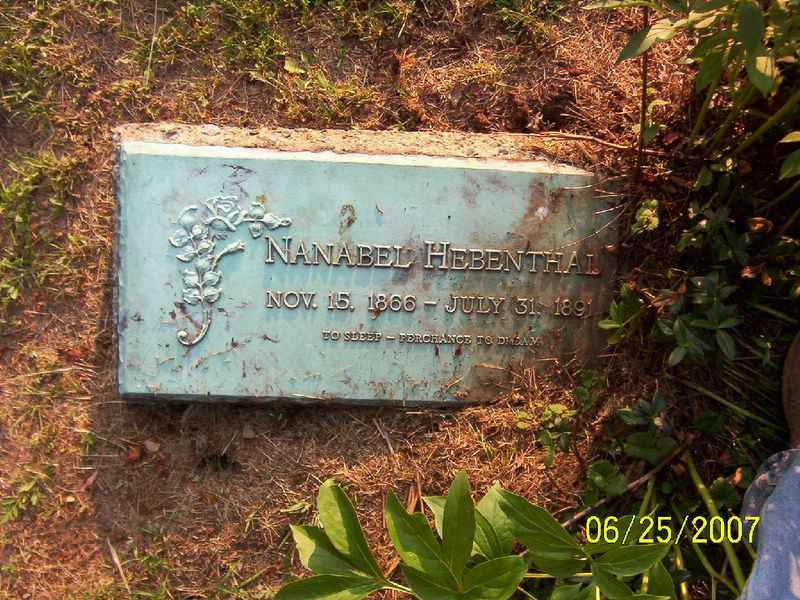 NANABEL HEBENTHAL
NOV. 15, 1866 – JULY 31, 1891
TO SLEEP – PERCHANCE TO DREAM
06/25/2007